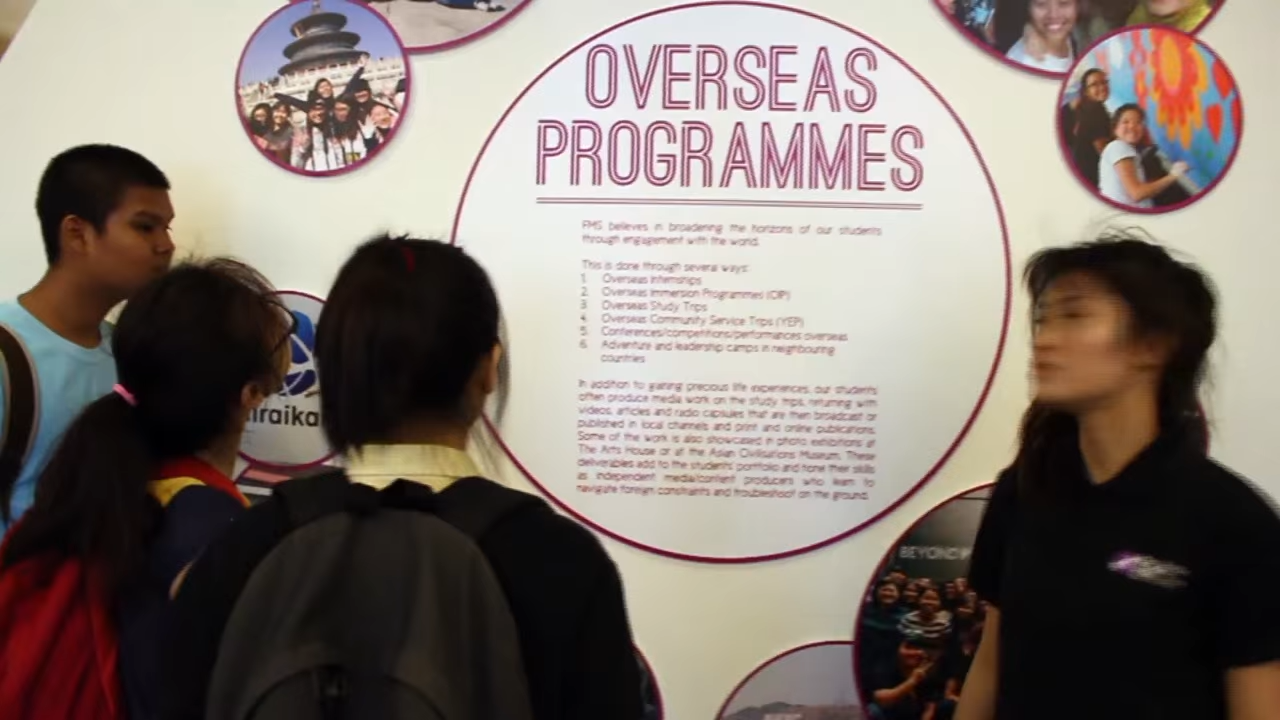 OVERSEAS
PROGRAMMES
FMS believes in broadening the horizons of our students
through engagement with the world.
This is done through several ways:
1. Overseas Internships
2. Overseas Immersion Programmes (OIP)
3. Overseas Study Trips
4. Overseas Community Service Trips (YEP)
5. Conferences/competitions/performances overseas
6. Adventure and leadership camps in neighbouring
countries
In addition to gaining precious life experiences, our students
often produce media work on the study trips, returning with
videos, articles and radio capsules that are then broadcast or
published in local channels and print and online publications.
Some of the work is also showcased in photo exhibitions at
The Arts House or at the Asian Civilisations Museum. These
deliverables add to the students' portfolio and hone their skills
as independent media/content producers who learn to
navigate foreign constraints and troubleshoot on the ground.
iraika
BEYOND